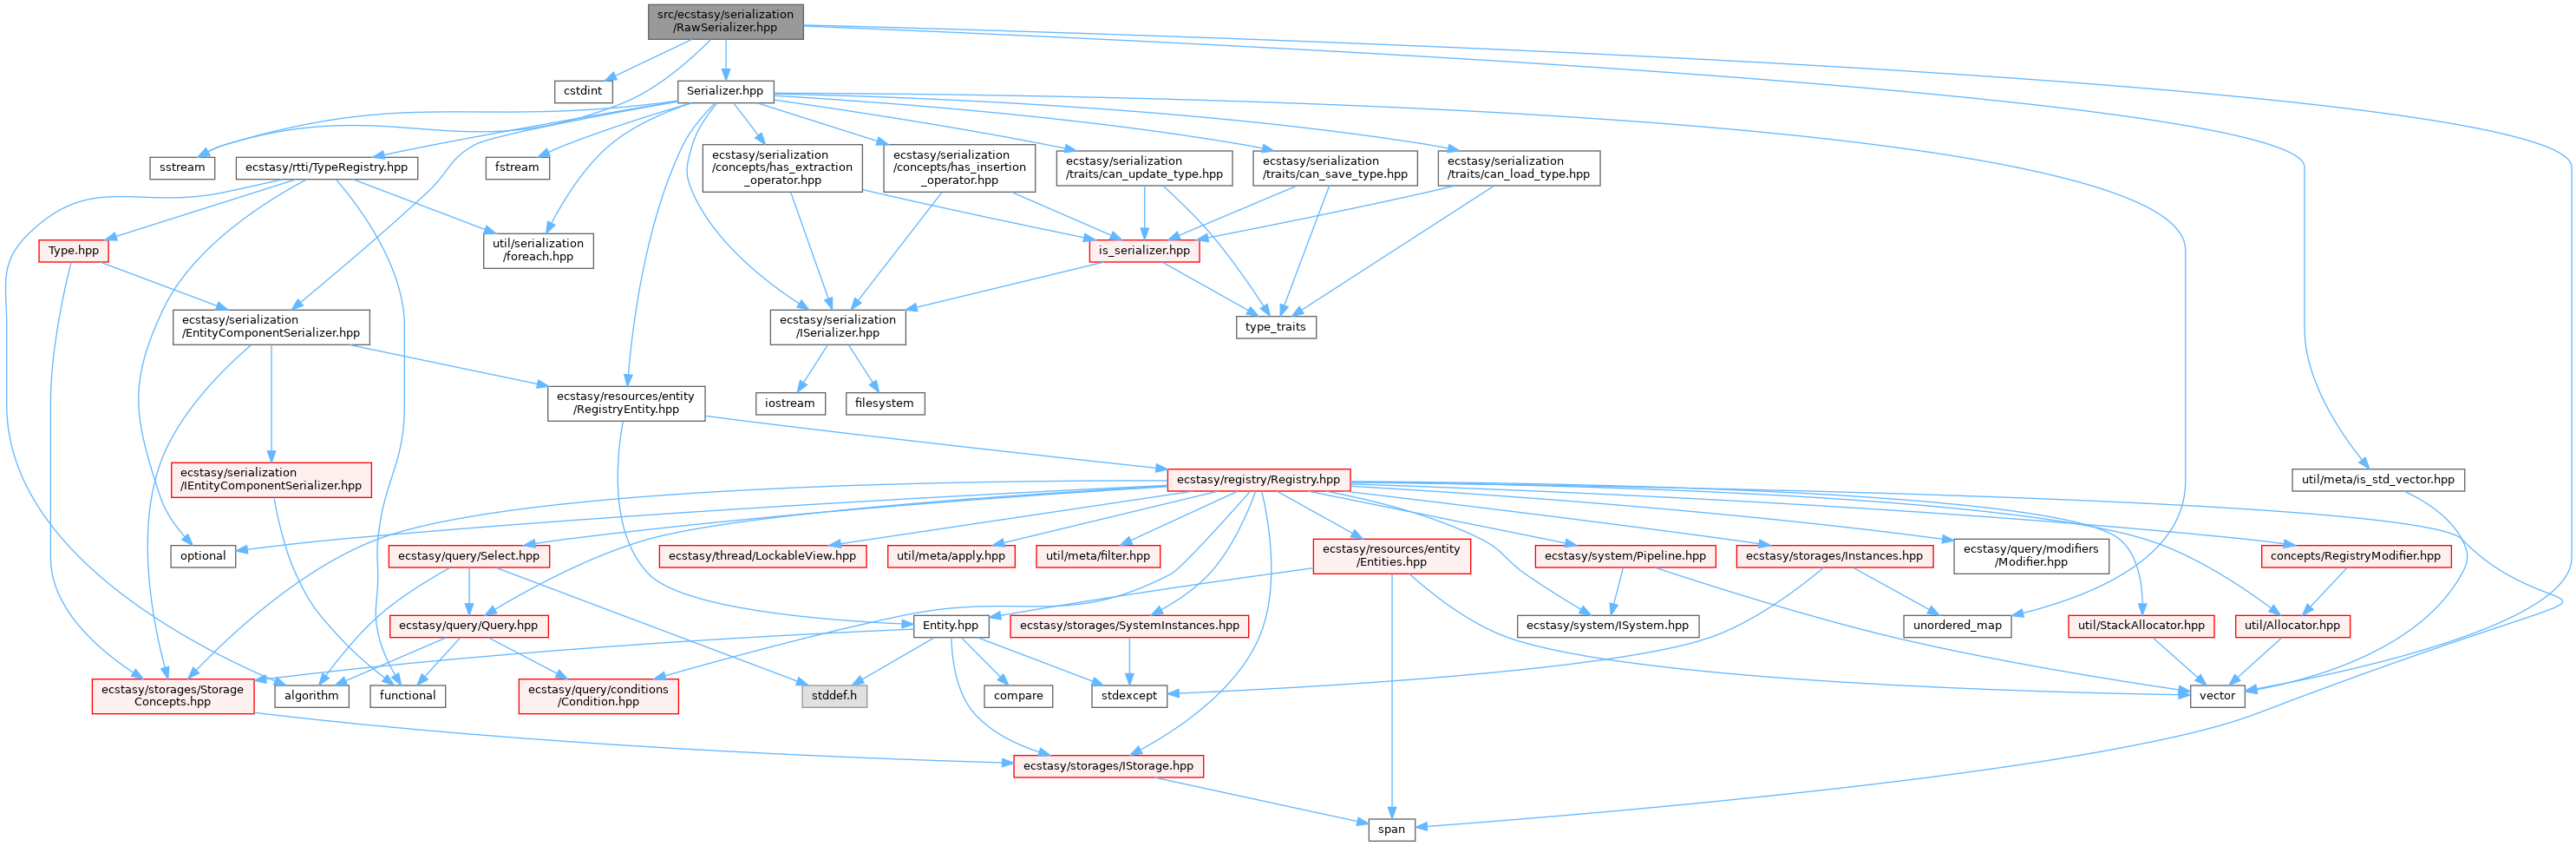 src/ecstasy/serialization
/RawSerializer.hpp
cstdint
Serializer.hpp
sstream
ecstasy/rtti/TypeRegistry.hpp
fstream
ecstasy/serialization
/concepts/has_extraction
_operator.hpp
ecstasy/serialization
/concepts/has_insertion
_operator.hpp
ecstasy/serialization
/traits/can_update_type.hpp
ecstasy/serialization
/traits/can_save_type.hpp
ecstasy/serialization
/traits/can_load_type.hpp
Type.hpp
util/serialization
/foreach.hpp
is_serializer.hpp
ecstasy/serialization
/EntityComponentSerializer.hpp
ecstasy/serialization
/ISerializer.hpp
type_traits
ecstasy/resources/entity
/RegistryEntity.hpp
iostream
filesystem
ecstasy/serialization
/IEntityComponentSerializer.hpp
ecstasy/registry/Registry.hpp
util/meta/is_std_vector.hpp
optional
ecstasy/query/Select.hpp
ecstasy/thread/LockableView.hpp
util/meta/apply.hpp
util/meta/filter.hpp
ecstasy/resources/entity
/Entities.hpp
ecstasy/system/Pipeline.hpp
ecstasy/storages/Instances.hpp
ecstasy/query/modifiers
/Modifier.hpp
concepts/RegistryModifier.hpp
ecstasy/query/Query.hpp
Entity.hpp
ecstasy/storages/SystemInstances.hpp
ecstasy/system/ISystem.hpp
unordered_map
util/StackAllocator.hpp
util/Allocator.hpp
ecstasy/storages/Storage
Concepts.hpp
algorithm
functional
ecstasy/query/conditions
/Condition.hpp
stddef.h
compare
stdexcept
vector
ecstasy/storages/IStorage.hpp
span